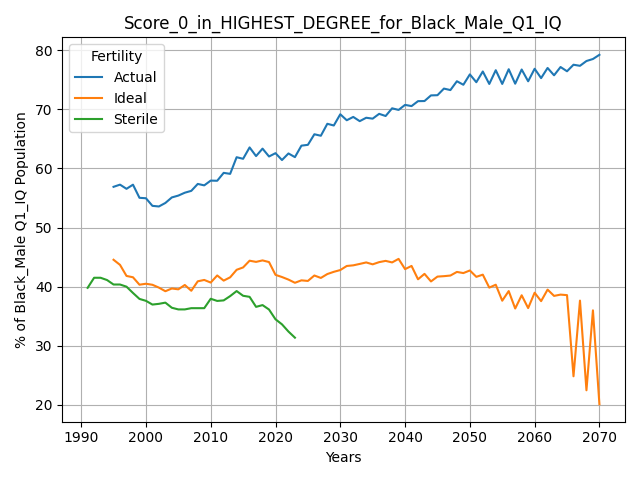 Score_0_in_HIGHEST_DEGREE_for_Black_Male_Q1_IQ
% of Black_Male Q1_IQ Population
80
70
60
50
40
30
20
Fertility
Actual
Ideal
Sterile
1990 2000 2010 2020 2030 2040 2050 2060 2070
Years